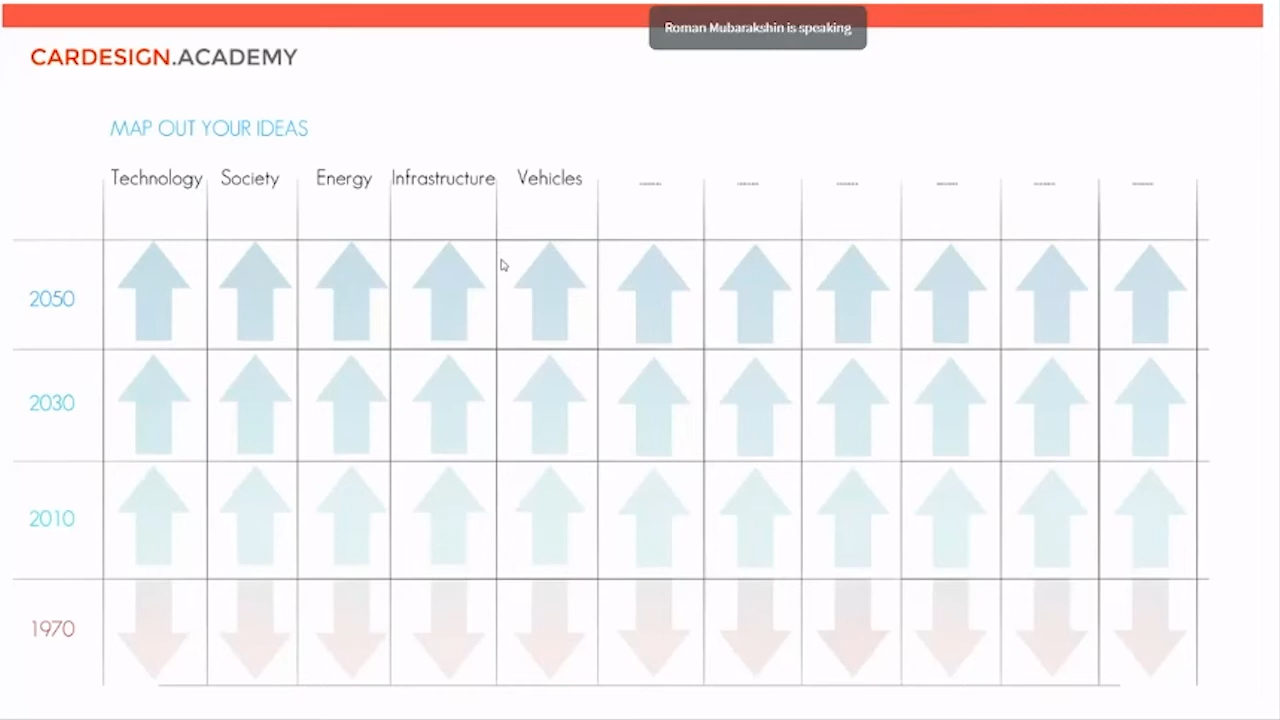 Roman Mubarakshin is speaking
CARDESIGN.ACADEMY
MAP OUT YOUR IDEAS
Technology Society Energy Infrastructure Vehicles
2050
2030
2010
1970